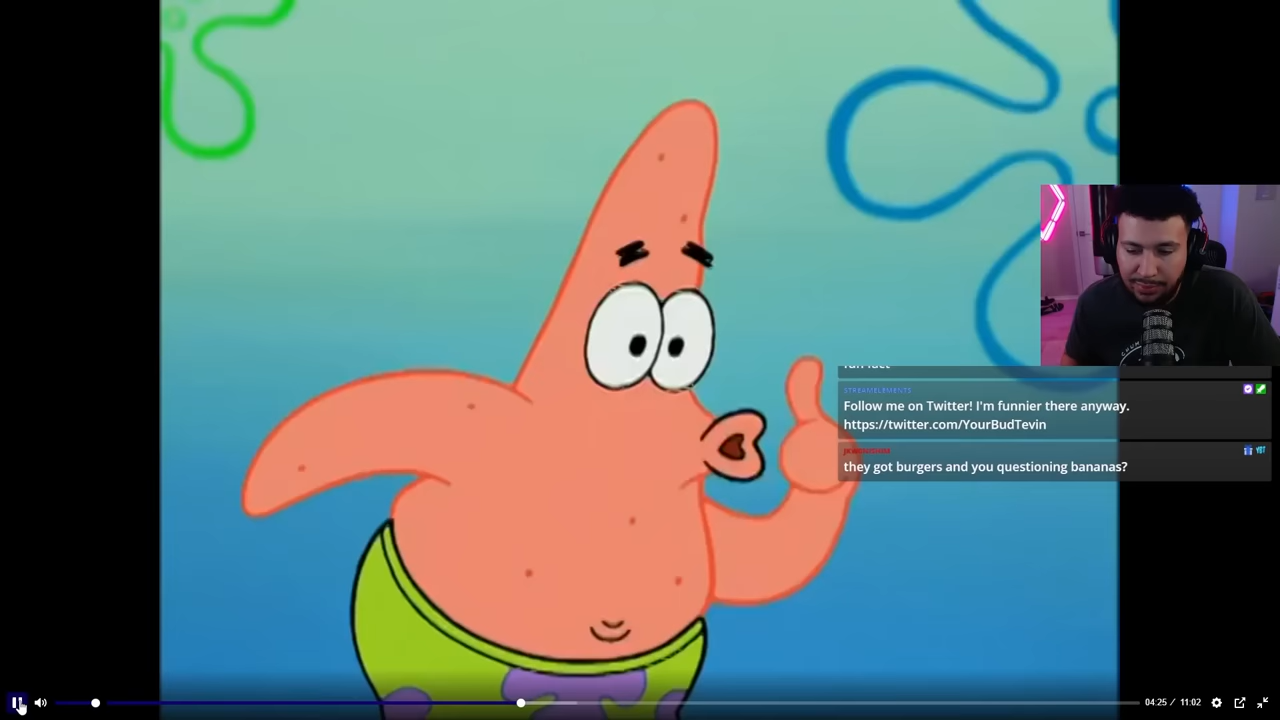 STREAMELEMENTS
Follow me on Twitter! I'm funnier there anyway.
https://twitter.com/YourBudTevin
they got burgers and you questioning bananas?
04:25 / 11:02